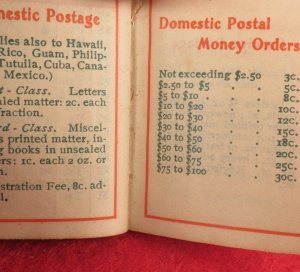 mestic Postage
lies also to Hawaii,
Rico, Guam, Philip-
Tutuila, Cuba, Cana-
Mexico.)
t - Class. Letters
aled matter: 2c. each
fraction.
rd - Class. Miscel-
s printed matter, in-
g books in unsealed
ers: 1c. each 2 oz. or
n.
stration Fee, 8c. ad-
l.
Domestic Postal
Money Orders
Not exceeding $2.50 3c.
$2.50 to $5 . . 5c.
$5 to $10 . . 8c.
$10 to $20 . . 10c.
$20 to $30 . . 12c.
$30 to $40 . . 15c.
$40 to $50 . . 18c.
$50 to $60 . . 20c.
$60 to $75 . . 25c.
$75 to $100 . . 30c.